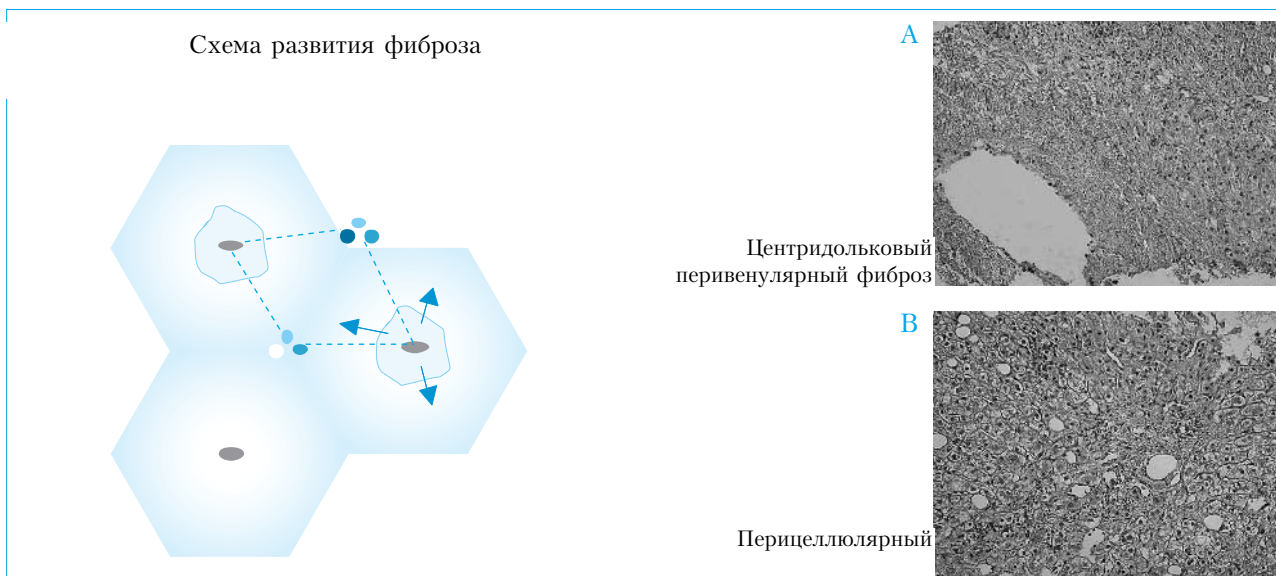 Схема развития фиброза
A
Центридольковый
перивенулярный фиброз
B
Перицеллюлярный